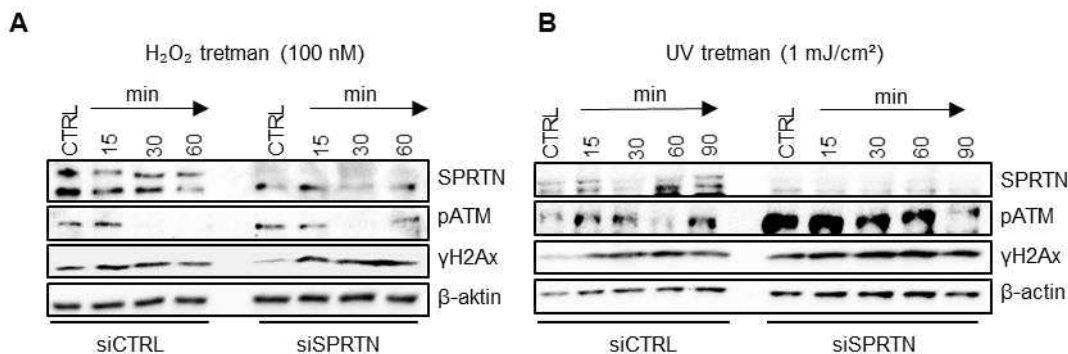 A
H₂O₂ tretman (100 nM)
min
CTRL 15 30 60 CTRL 15 30 60
SPRTN
pATM
γH2Ax
β-aktin
siCTRL siSPRTN
B
UV tretman (1 mJ/cm²)
min min
CTRL 15 30 60 90 CTRL 15 30 60 90
SPRTN
pATM
γH2Ax
β-actin
siCTRL siSPRTN